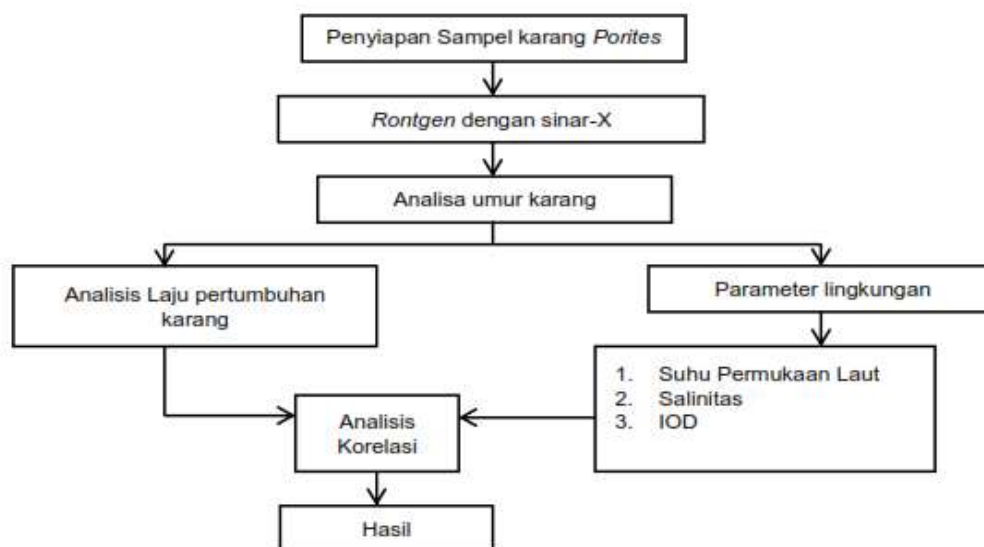 Penyiapan Sampel karang Porites
Rontgen dengan sinar-X
Analisa umur karang
Analisis Laju pertumbuhan
karang
Parameter lingkungan
1. Suhu Permukaan Laut
2. Salinitas
3. IOD
Analisis
Korelasi
Hasil